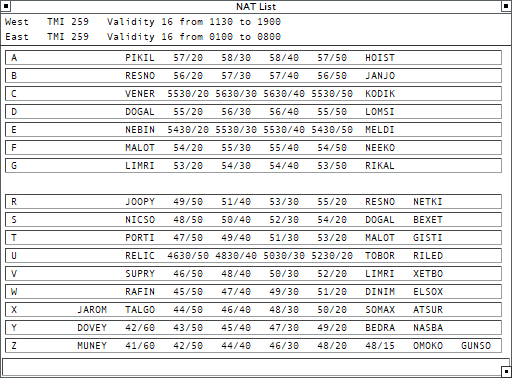 NAT List
West TMI 259 Validity 16 from 1130 to 1900
East TMI 259 Validity 16 from 0100 to 0800
A PIKIL 57/20 58/30 58/40 57/50 HOIST
B RESNO 56/20 57/30 57/40 56/50 JANJO
C VENER 5530/20 5630/30 5630/40 5530/50 KODIK
D DOGAL 55/20 56/30 56/40 55/50 LOMSI
E NEBIN 5430/20 5530/30 5530/40 5430/50 MELDI
F MALOT 54/20 55/30 55/40 54/50 NEEKO
G LIMRI 53/20 54/30 54/40 53/50 RIKAL
R JOOPY 49/50 51/40 53/30 55/20 RESNO NETKI
S NICSO 48/50 50/40 52/30 54/20 DOGAL BEXET
T PORTI 47/50 49/40 51/30 53/20 MALOT GISTI
U RELIC 4630/50 4830/40 5030/30 5230/20 TOBOR RILED
V SUPRY 46/50 48/40 50/30 52/20 LIMRI XETBO
W RAFIN 45/50 47/40 49/30 51/20 DINIM ELSOX
X JAROM TALGO 44/50 46/40 48/30 50/20 SOMAX ATSUR
Y DOVEY 42/60 43/50 45/40 47/30 49/20 BEDRA NASBA
Z MUNEY 41/60 42/50 44/40 46/30 48/20 48/15 OMOKO GUNSO